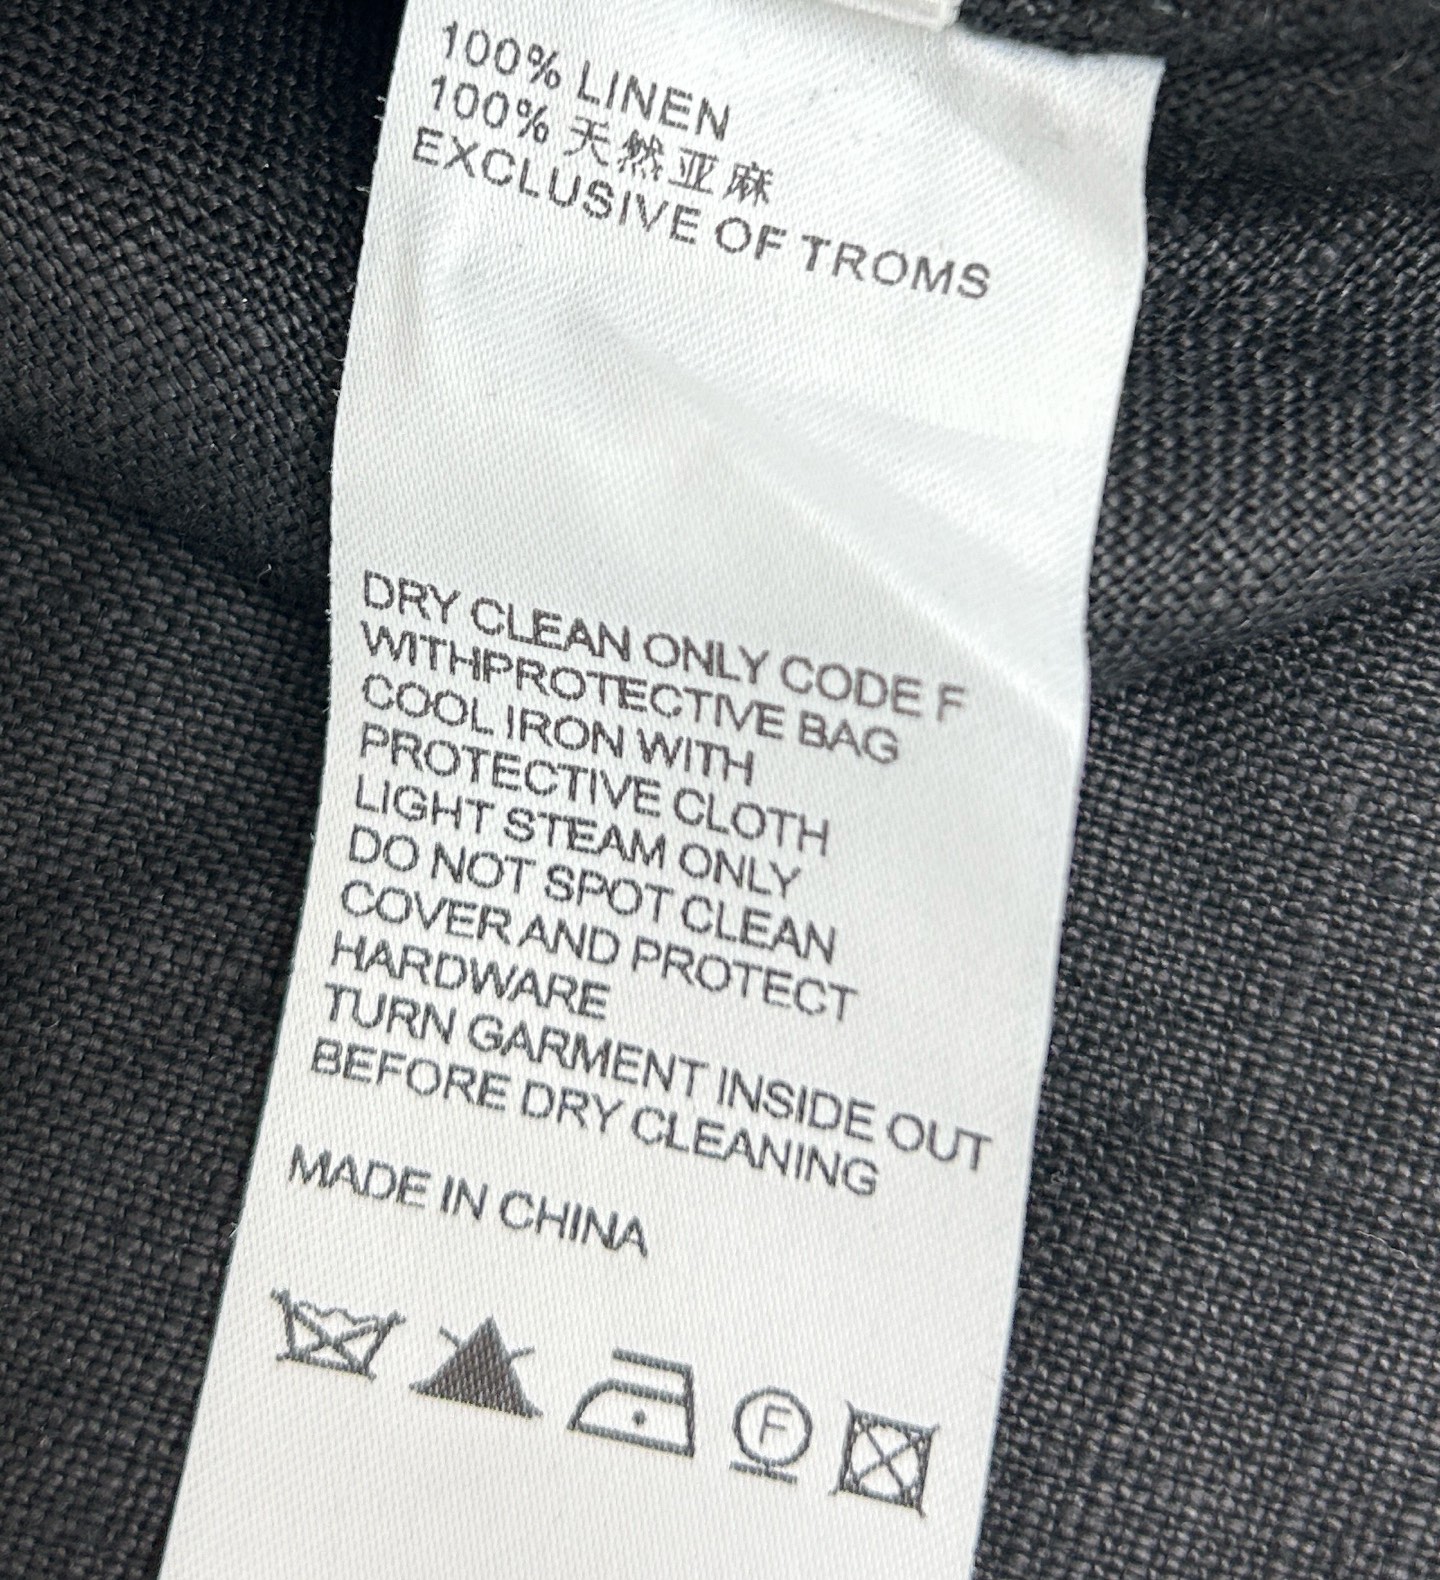 100% LINEN
100% 天然亚麻
EXCLUSIVE OF TROMS
DRY CLEAN ONLY CODE F
WITHPROTECTIVE BAG
COOL IRON WITH
PROTECTIVE CLOTH
LIGHT STEAM ONLY
DO NOT SPOT CLEAN
COVER AND PROTECT
HARDWARE
TURN GARMENT INSIDE OUT
BEFORE DRY CLEANING
MADE IN CHINA
F